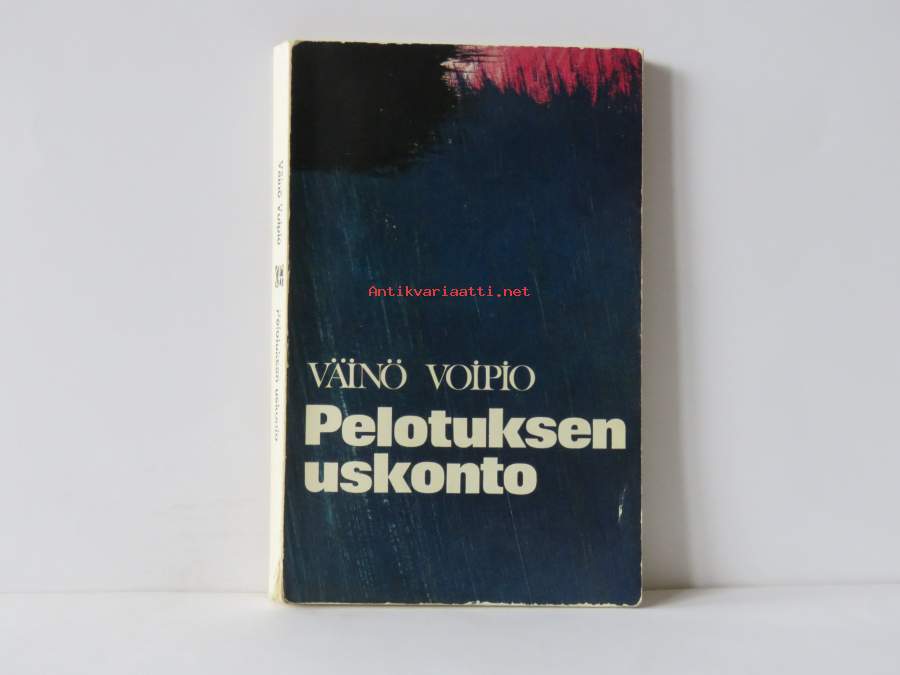 Antikvariaatti.net
VÄINÖ VOIPIO
Pelotuksen
uskonto
Väinö Voipio
Pelotuksen uskonto